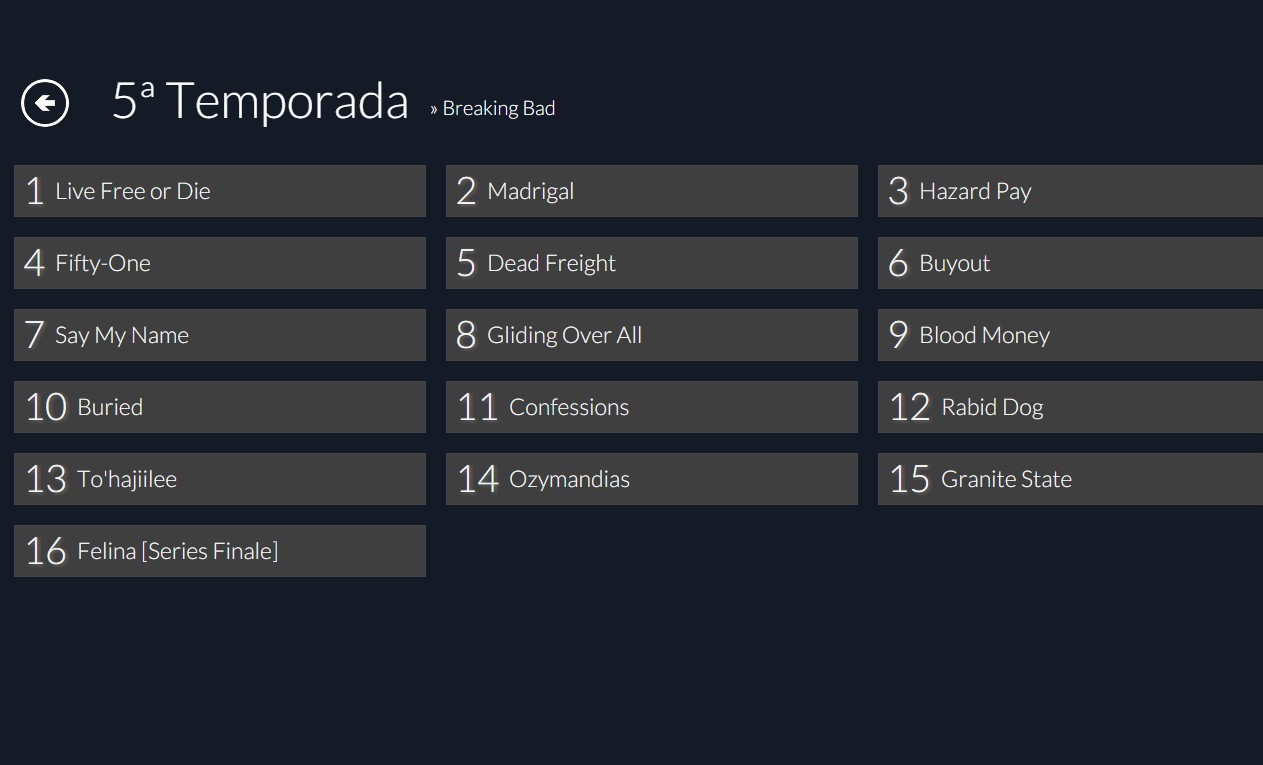 5ª Temporada » Breaking Bad
1 Live Free or Die
2 Madrigal
3 Hazard Pay
4 Fifty-One
5 Dead Freight
6 Buyout
7 Say My Name
8 Gliding Over All
9 Blood Money
10 Buried
11 Confessions
12 Rabid Dog
13 To'hajiilee
14 Ozymandias
15 Granite State
16 Felina [Series Finale]